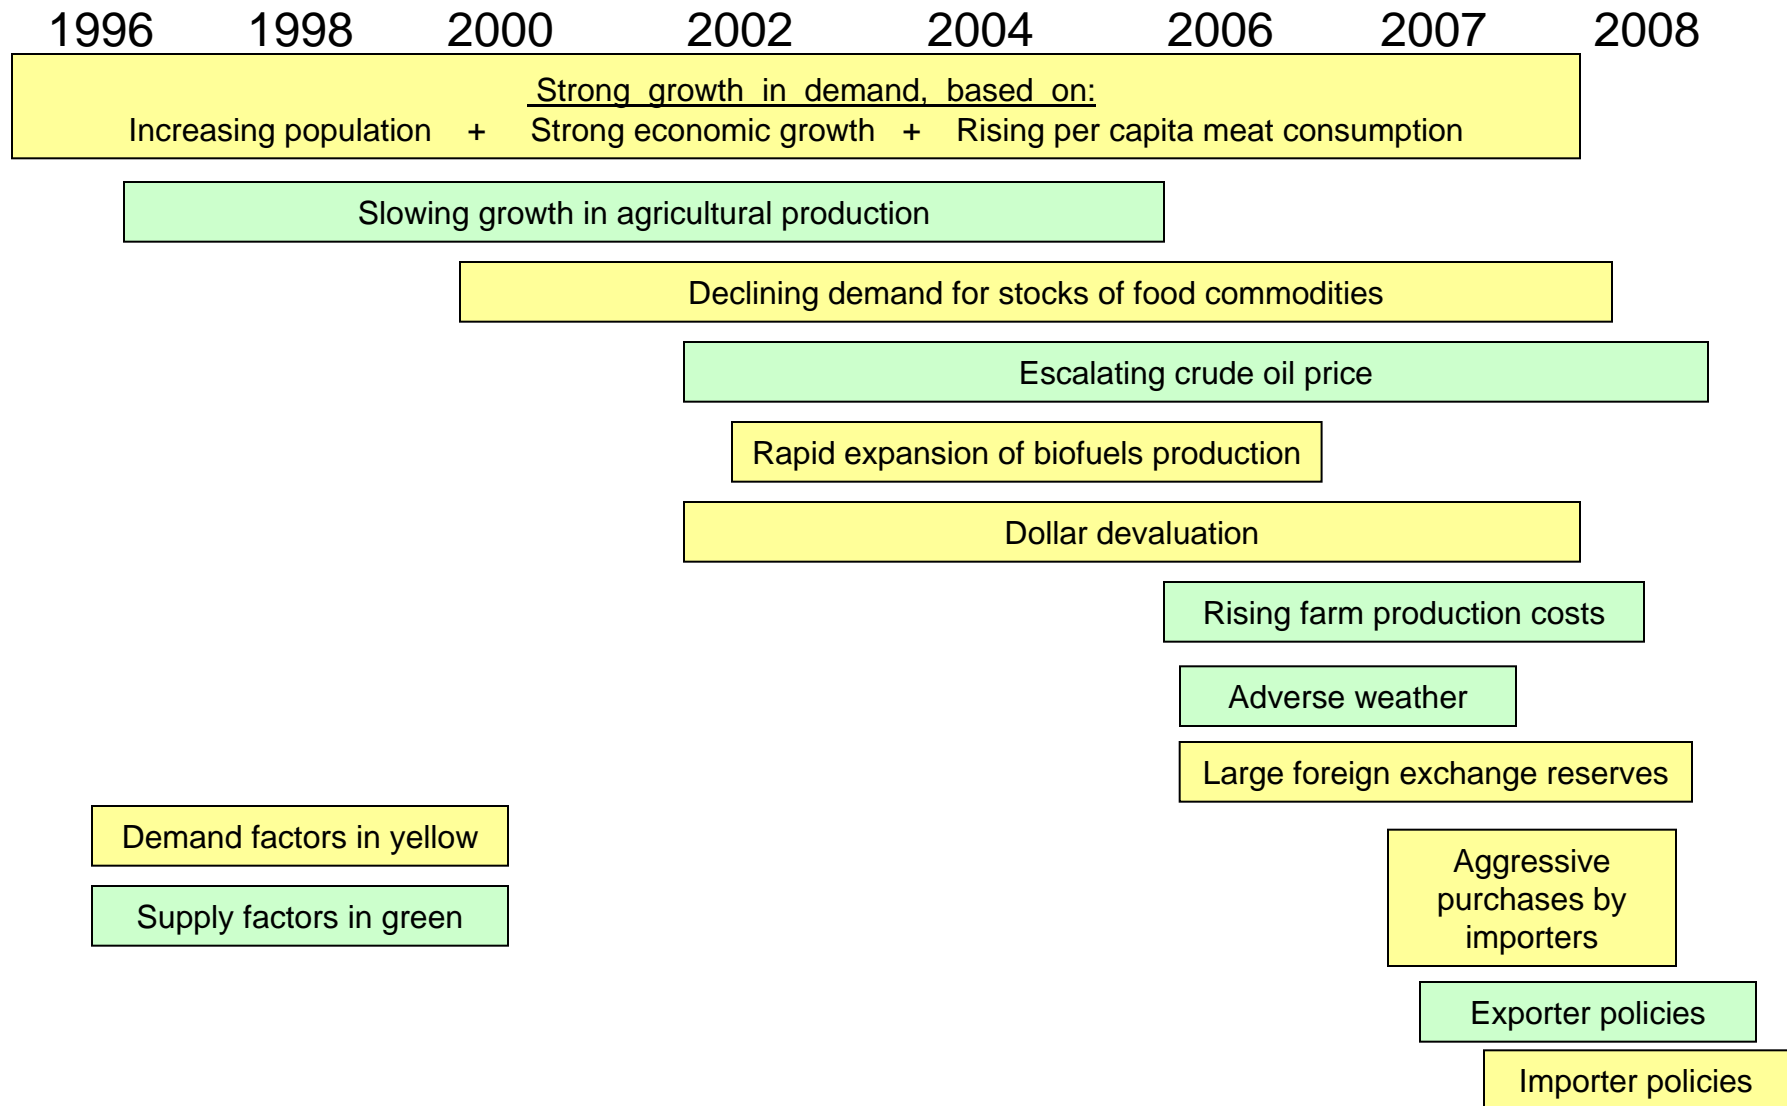 1996 1998 2000 2002 2004 2006 2007 2008
Strong growth in demand, based on:
Increasing population + Strong economic growth + Rising per capita meat consumption
Slowing growth in agricultural production
Declining demand for stocks of food commodities
Escalating crude oil price
Rapid expansion of biofuels production
Dollar devaluation
Rising farm production costs
Adverse weather
Large foreign exchange reserves
Demand factors in yellow
Supply factors in green
Aggressive
purchases by
importers
Exporter policies
Importer policies